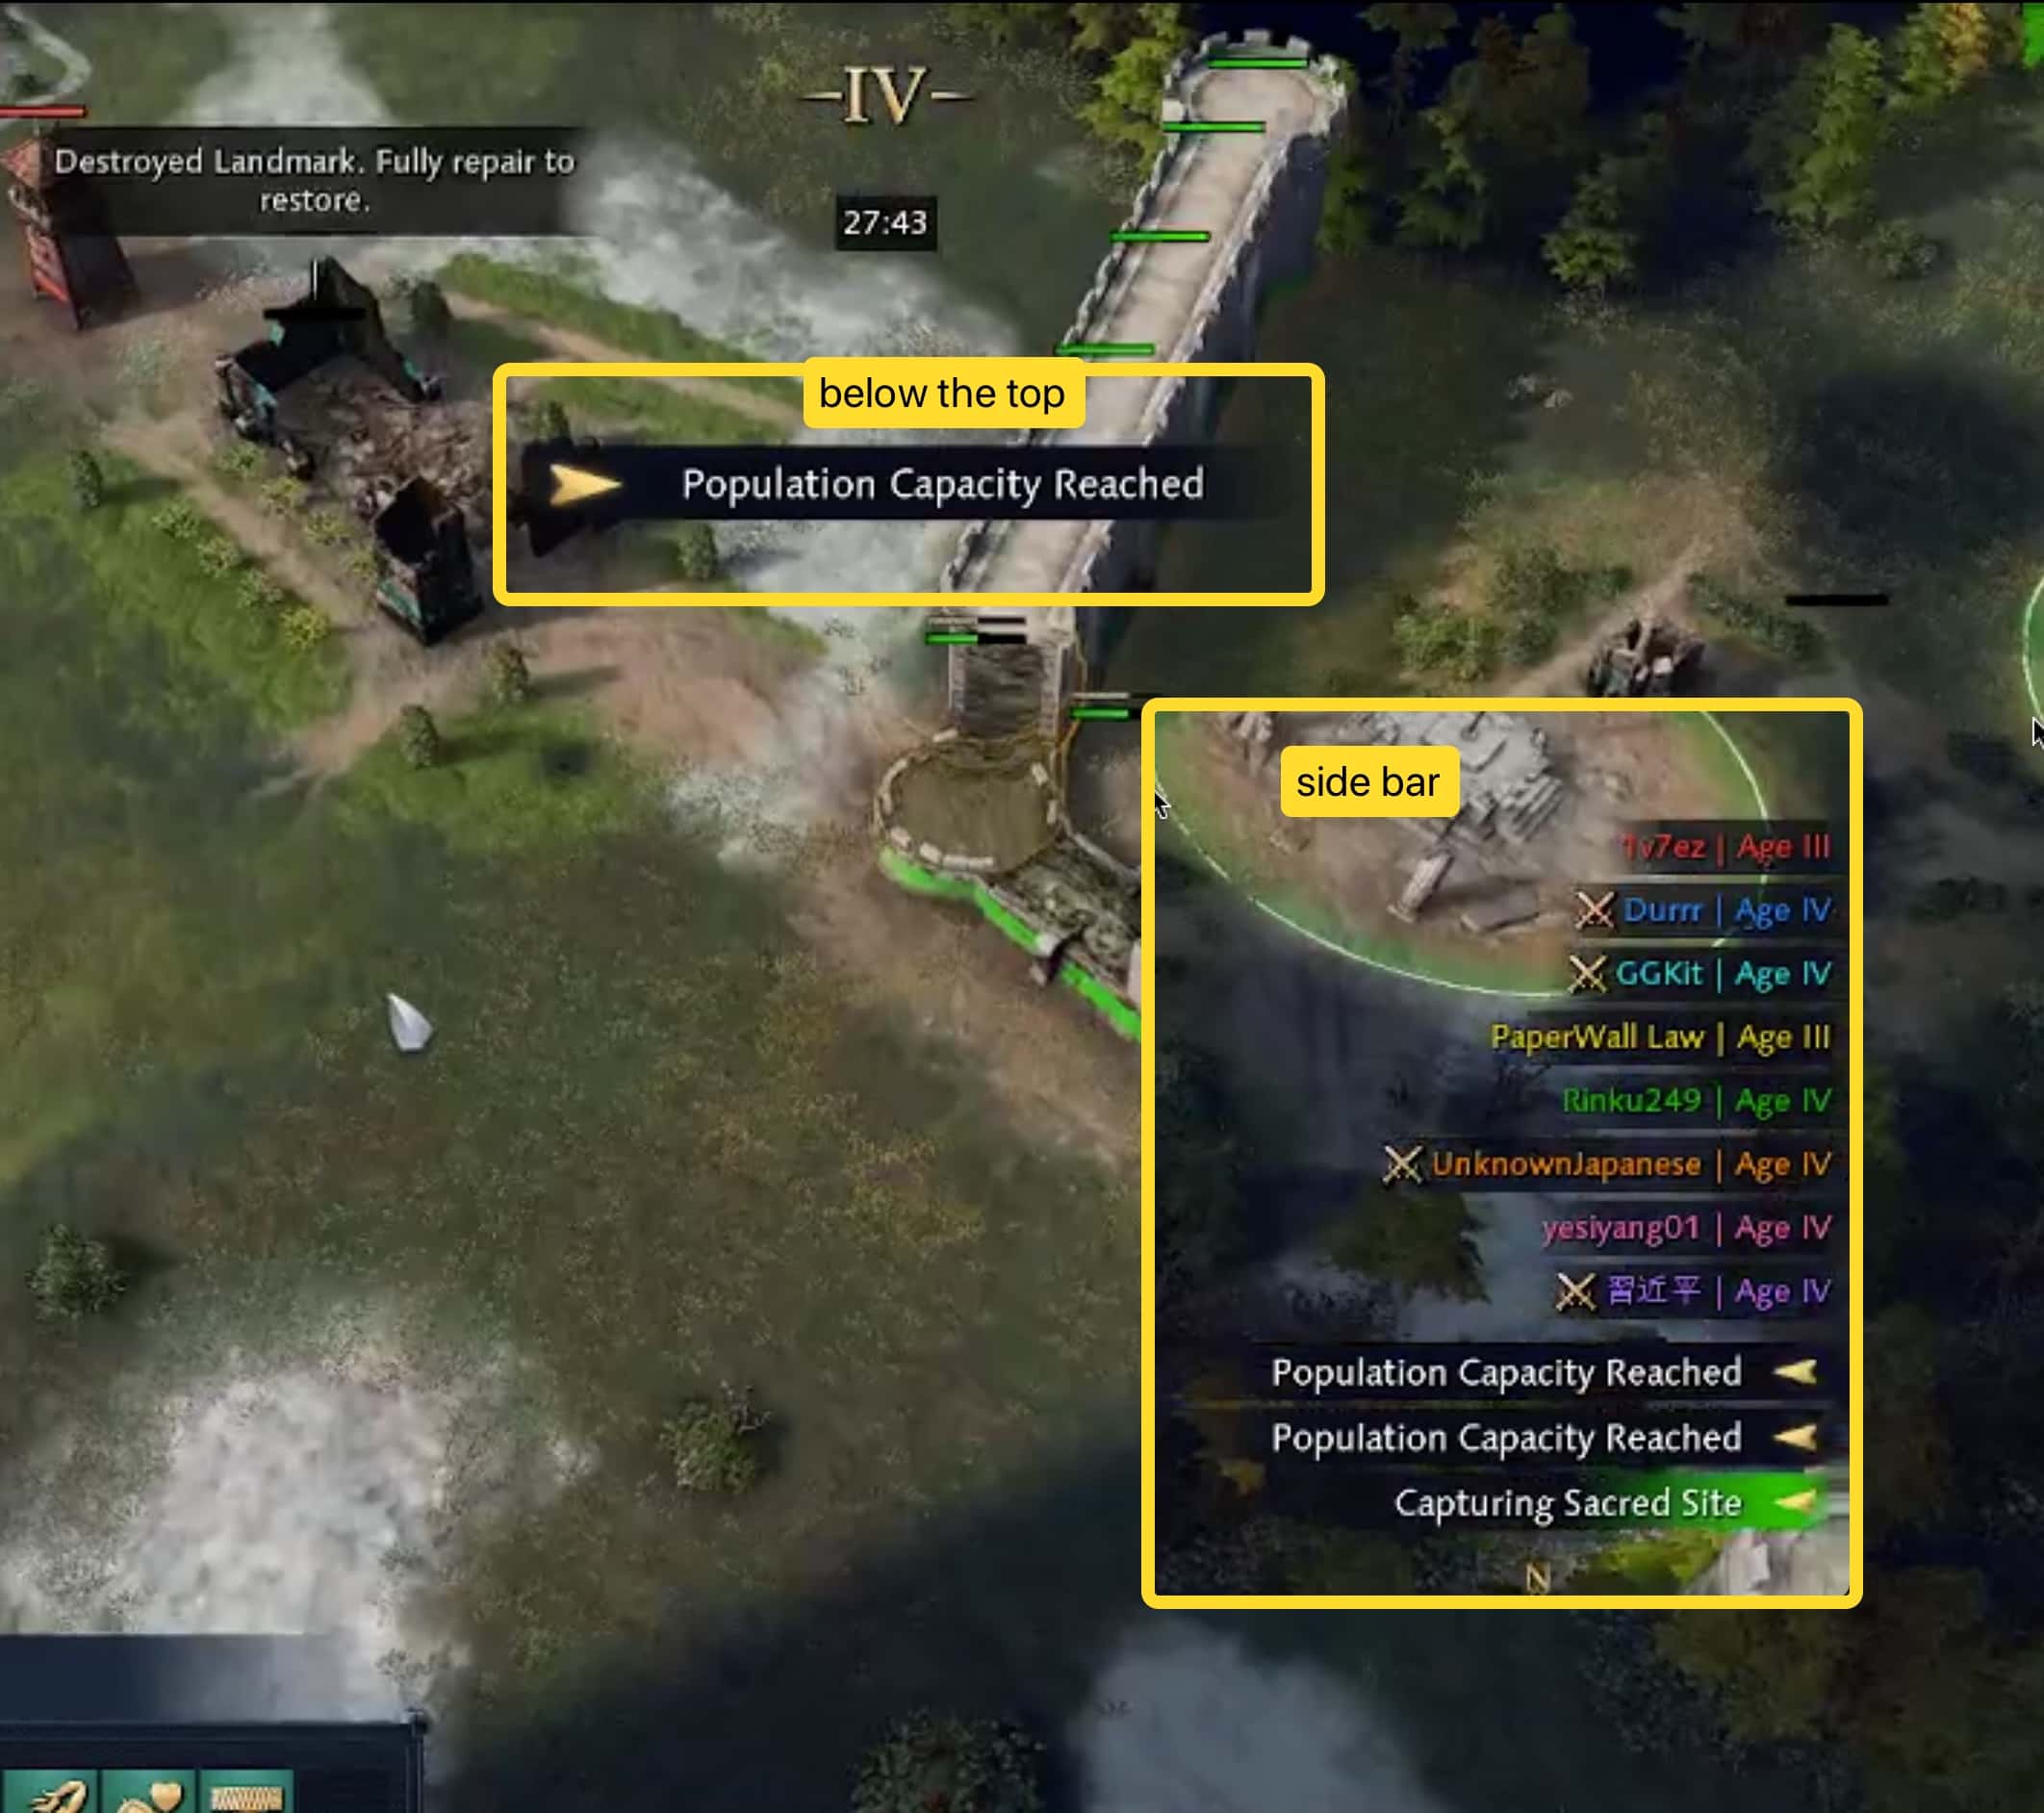 IV
Destroyed Landmark. Fully repair to
restore.
27:43
below the top
Population Capacity Reached
side bar
1v7ez | Age III
Durrr | Age IV
GGKit | Age IV
PaperWall Law | Age III
Rinku249 | Age IV
UnknownJapanese | Age IV
yesiyang01 | Age IV
習近平 | Age IV
Population Capacity Reached
Population Capacity Reached
Capturing Sacred Site
N